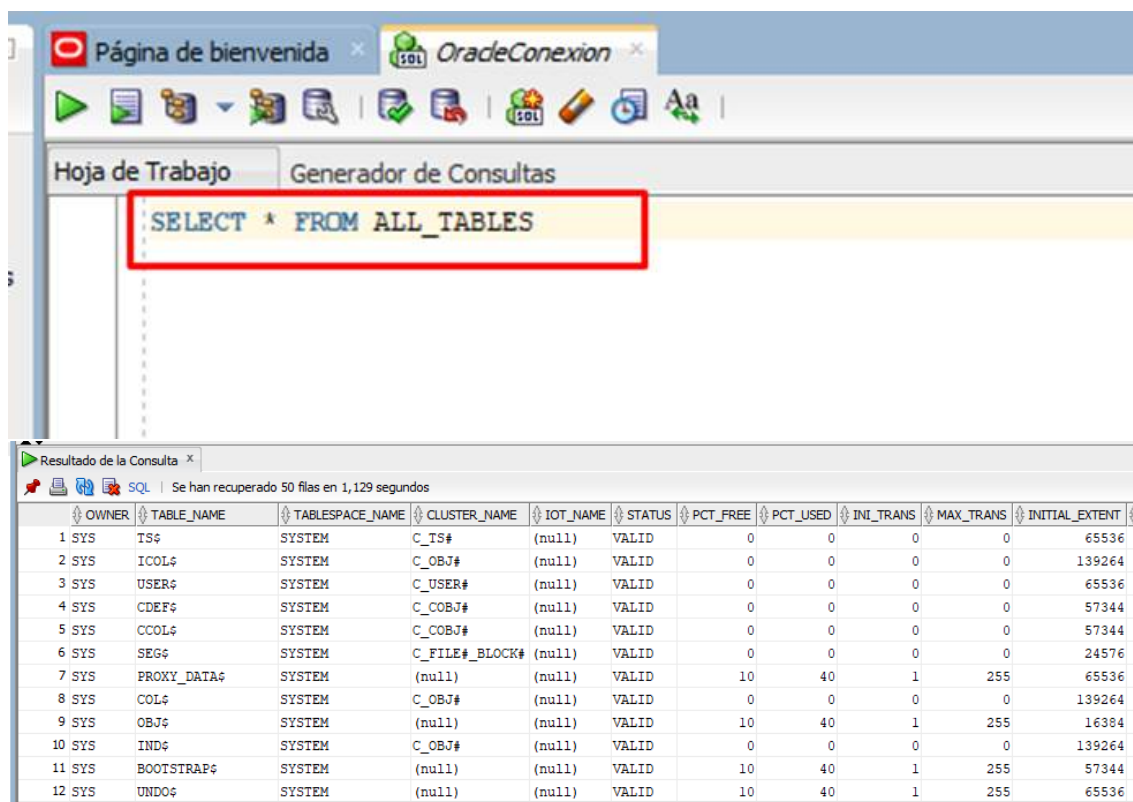 Página de bienvenida OracleConexion
SQL
SQL Aa
Hoja de Trabajo Generador de Consultas
SELECT * FROM ALL_TABLES
Resultado de la Consulta
SQL | Se han recuperado 50 filas en 1,129 segundos
OWNER TABLE_NAME TABLESPACE_NAME CLUSTER_NAME IOT_NAME STATUS PCT_FREE PCT_USED INI_TRANS MAX_TRANS INITIAL_EXTENT
1 SYS TS$ SYSTEM C_TS# (null) VALID 0 0 0 0 65536
2 SYS ICOL$ SYSTEM C_OBJ# (null) VALID 0 0 0 0 139264
3 SYS USER$ SYSTEM C_USER# (null) VALID 0 0 0 0 65536
4 SYS CDEF$ SYSTEM C_COBJ# (null) VALID 0 0 0 0 57344
5 SYS CCOL$ SYSTEM C_COBJ# (null) VALID 0 0 0 0 57344
6 SYS SEG$ SYSTEM C_FILE#_BLOCK# (null) VALID 0 0 0 0 24576
7 SYS PROXY_DATA$ SYSTEM (null) (null) VALID 10 40 1 255 65536
8 SYS COL$ SYSTEM C_OBJ# (null) VALID 0 0 0 0 139264
9 SYS OBJ$ SYSTEM (null) (null) VALID 10 40 1 255 16384
10 SYS IND$ SYSTEM C_OBJ# (null) VALID 0 0 0 0 139264
11 SYS BOOTSTRAP$ SYSTEM (null) (null) VALID 10 40 1 255 57344
12 SYS UNDO$ SYSTEM (null) (null) VALID 10 40 1 255 65536